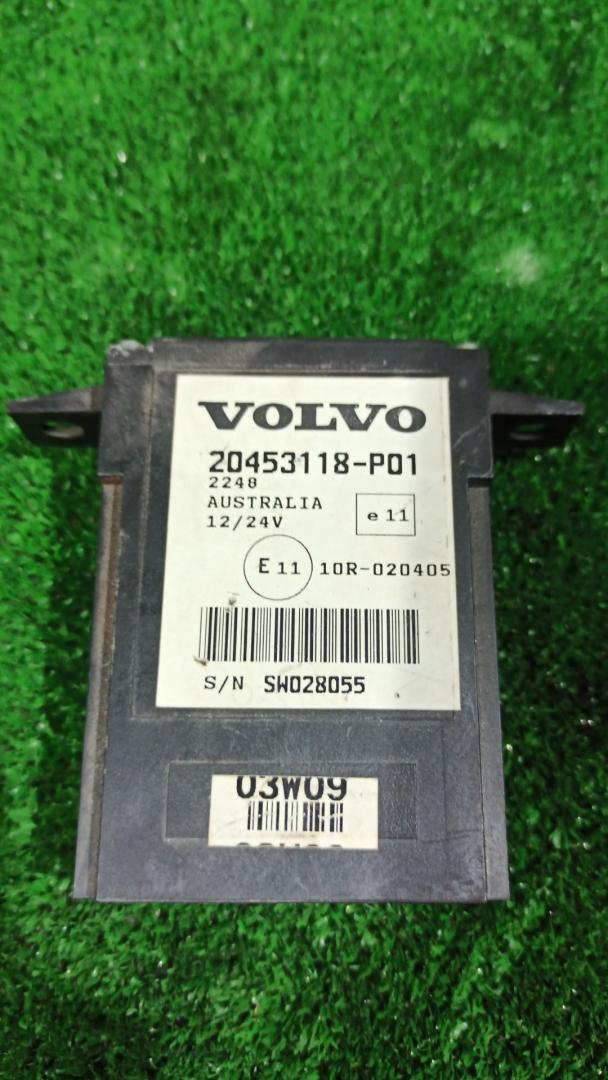 VOLVO
20453118-P01
2248
AUSTRALIA
12/24V
e 11
E 11 10R-020405
S/N SW028055
03W09